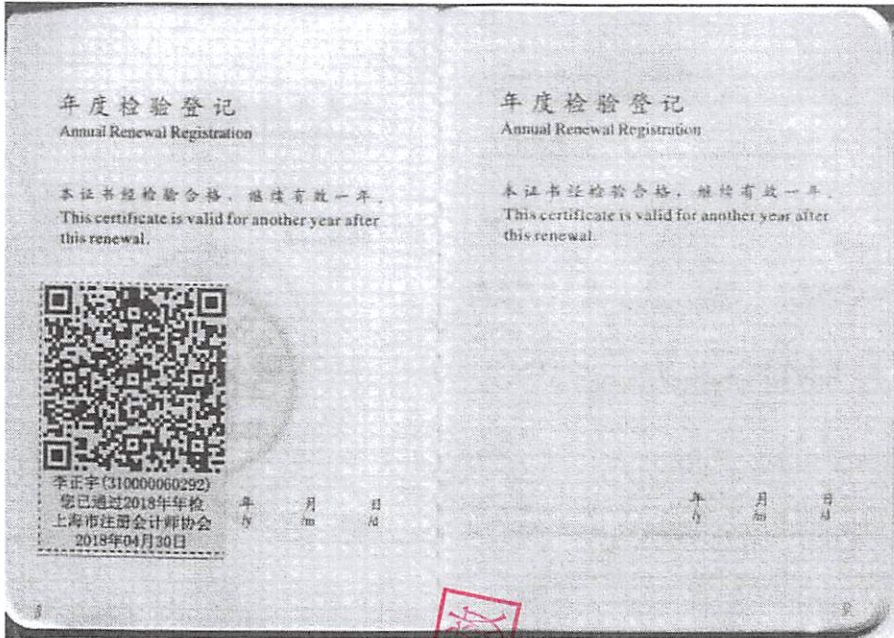 年度检验登记
Annual Renewal Registration
本证书经检验合格，继续有效一年。
This certificate is valid for another year after
this renewal.
李正宇(310000060292)
您已通过2018年年检
上海市注册会计师协会
2018年04月30日
年 月 日
/y /m /d
年度检验登记
Annual Renewal Registration
本证书经检验合格，继续有效一年。
This certificate is valid for another year after
this renewal.
年 月 日
/y /m /d